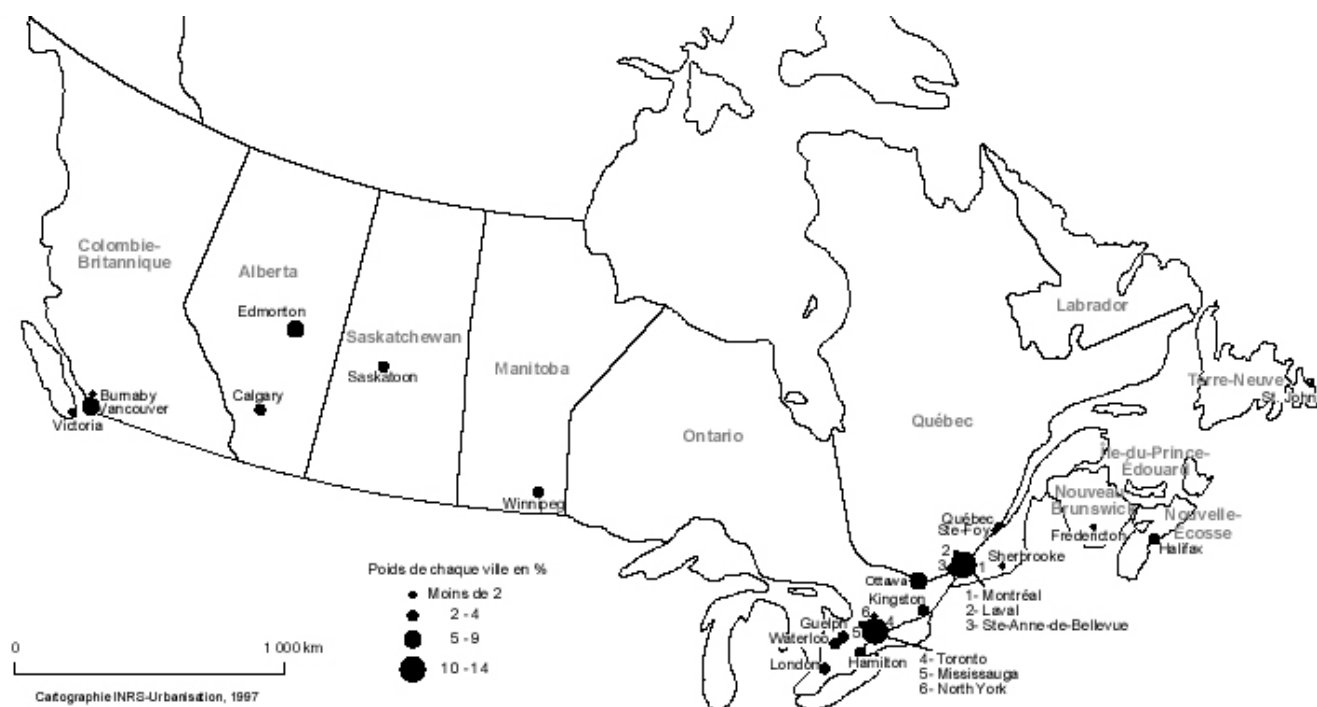 Colombie-
Britannique
Alberta
Edmorton
Saskatchewan
Saskatoon
Manitoba
Burnaby
Vancouver
Victoria
Calgary
Winnipeg
Ontario
Québec
Labrador
Terre-Neuve
St. John
Île-du-Prince-
Édouard
Nouveau-
Brunswick
Nouvelle-
Écosse
Fredericton
Halifax
Québec
Ste-Foy
Sherbrooke
2
3
1
Ottawa
Kingston
1- Montréal
2- Laval
3- Ste-Anne-de-Bellevue
6
Guelph
5
4
Waterloo
London
Hamilton
4- Toronto
5- Mississauga
6- North York
Poids de chaque ville en %
Moins de 2
2 - 4
5 - 9
10 - 14
0
1 000 km
Cartographie INRS-Urbanisation, 1997